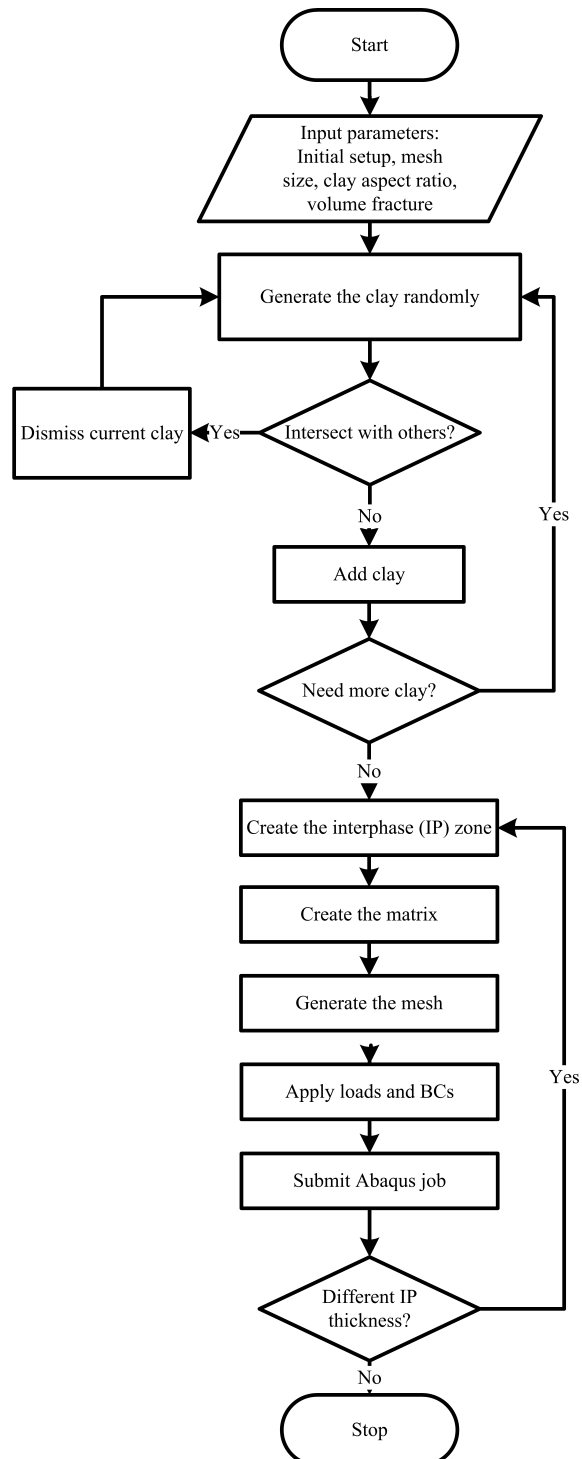 Start
Input parameters:
Initial setup, mesh
size, clay aspect ratio,
volume fracture
Generate the clay randomly
Dismiss current clay
Yes
Intersect with others?
No
Yes
Add clay
Need more clay?
No
Create the interphase (IP) zone
Create the matrix
Generate the mesh
Yes
Apply loads and BCs
Submit Abaqus job
Different IP
thickness?
No
Stop